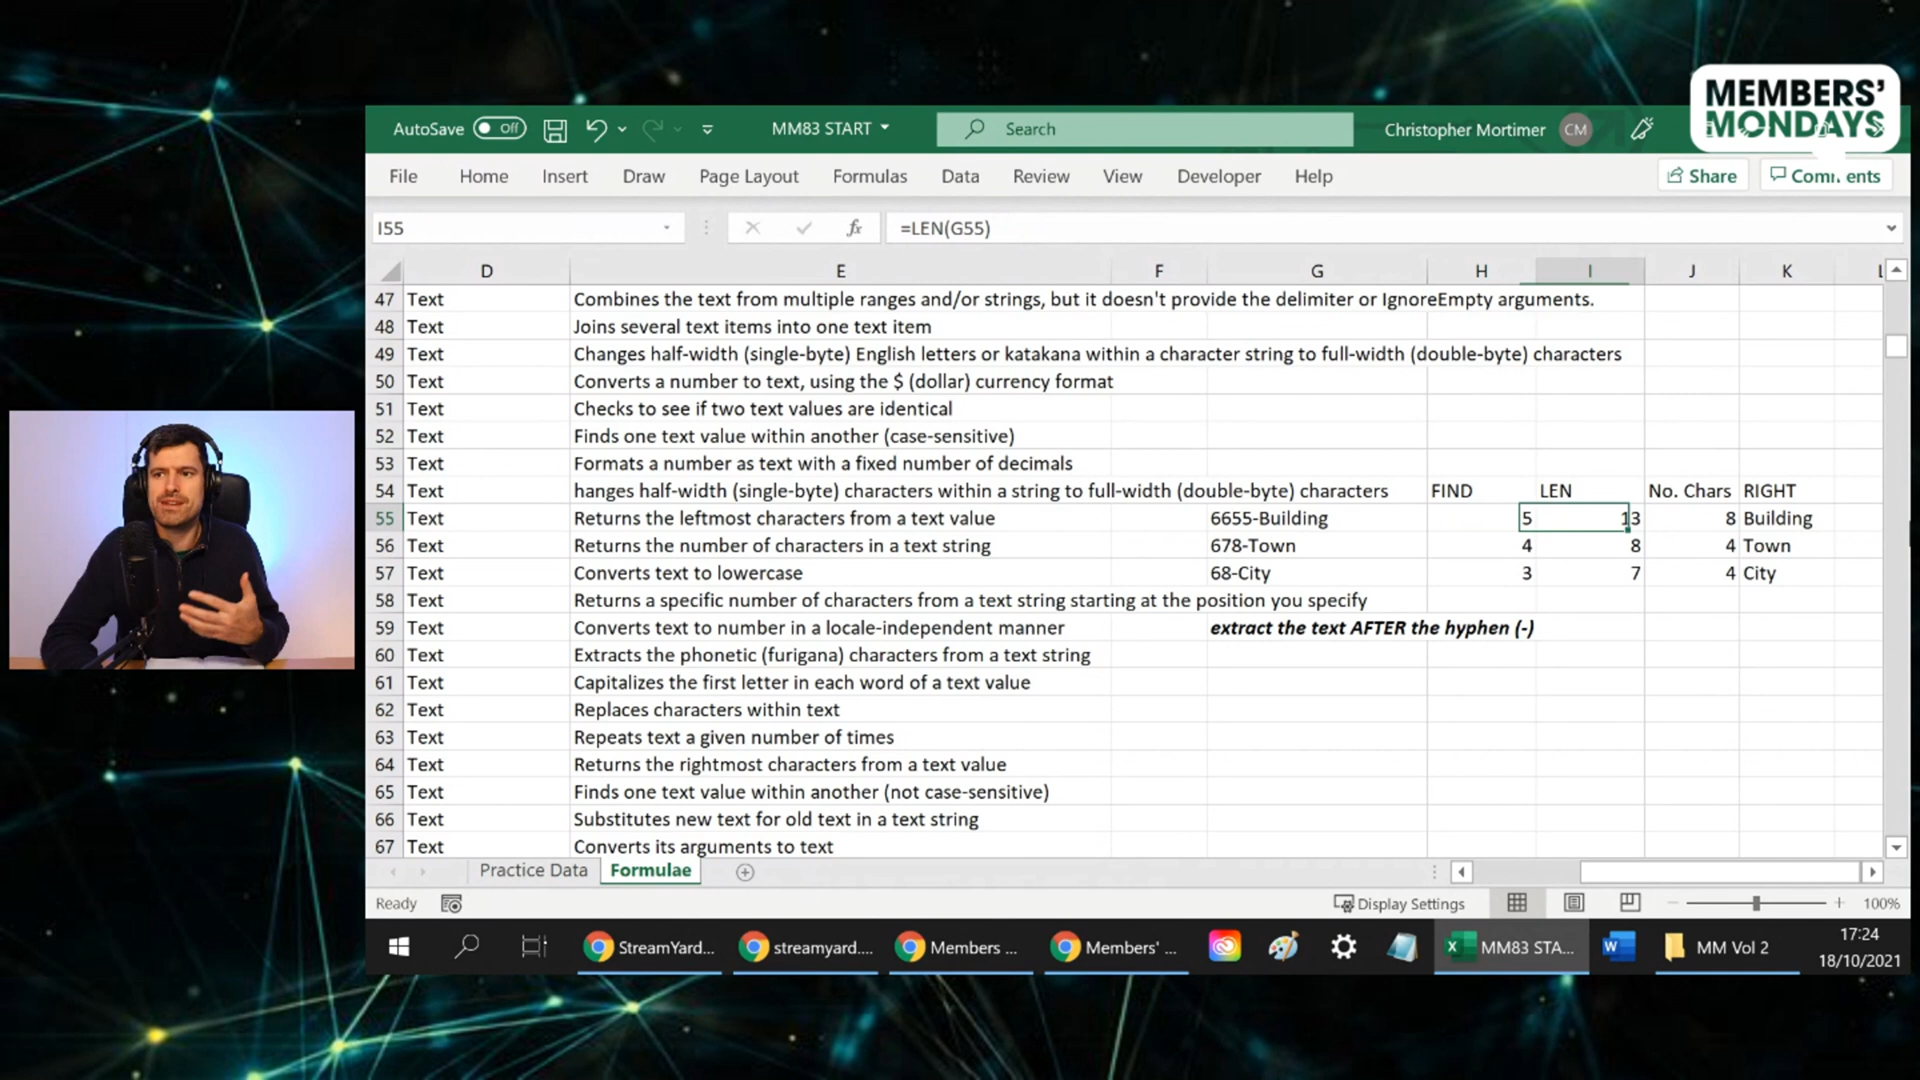 MEMBERS'
MONDAYS
AutoSave Off MM83 START Search Christopher Mortimer CM
File Home Insert Draw Page Layout Formulas Data Review View Developer Help Share Comments
I55 fx =LEN(G55)
D E F G H I J K L
47 Text Combines the text from multiple ranges and/or strings, but it doesn't provide the delimiter or IgnoreEmpty arguments.
48 Text Joins several text items into one text item
49 Text Changes half-width (single-byte) English letters or katakana within a character string to full-width (double-byte) characters
50 Text Converts a number to text, using the $ (dollar) currency format
51 Text Checks to see if two text values are identical
52 Text Finds one text value within another (case-sensitive)
53 Text Formats a number as text with a fixed number of decimals
54 Text hanges half-width (single-byte) characters within a string to full-width (double-byte) characters FIND LEN No. Chars RIGHT
55 Text Returns the leftmost characters from a text value 6655-Building 5 13 8 Building
56 Text Returns the number of characters in a text string 678-Town 4 8 4 Town
57 Text Converts text to lowercase 68-City 3 7 4 City
58 Text Returns a specific number of characters from a text string starting at the position you specify
59 Text Converts text to number in a locale-independent manner extract the text AFTER the hyphen (-)
60 Text Extracts the phonetic (furigana) characters from a text string
61 Text Capitalizes the first letter in each word of a text value
62 Text Replaces characters within text
63 Text Repeats text a given number of times
64 Text Returns the rightmost characters from a text value
65 Text Finds one text value within another (not case-sensitive)
66 Text Substitutes new text for old text in a text string
67 Text Converts its arguments to text
Practice Data Formulae
Ready Display Settings 100%
StreamYard... streamyard.... Members ... Members' ... MM83 STA... MM Vol 2 17:24
18/10/2021